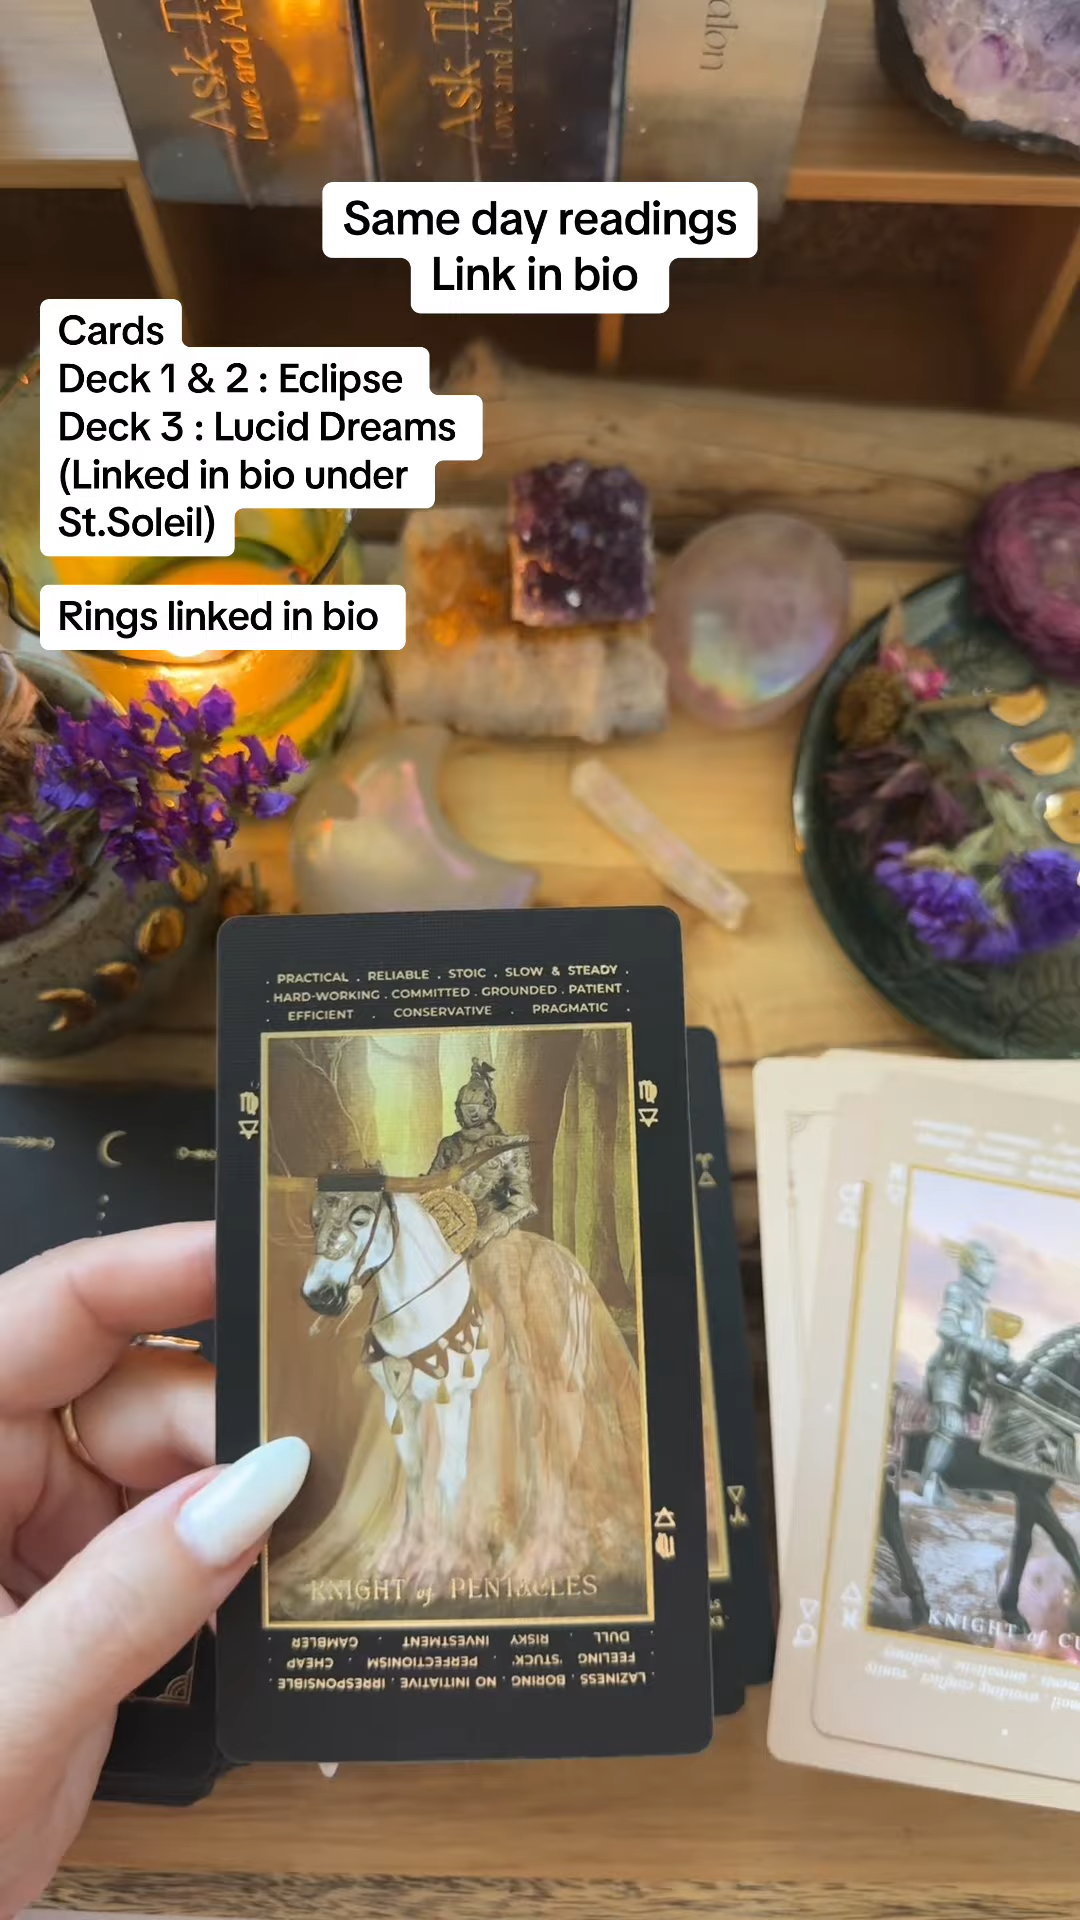 Ask Th
Love and Ab
Ask Th
Love and Abu
alon
Same day readings
Link in bio
Cards
Deck 1 & 2 : Eclipse
Deck 3 : Lucid Dreams
(Linked in bio under
St.Soleil)
Rings linked in bio
. PRACTICAL . RELIABLE . STOIC . SLOW & STEADY .
. HARD-WORKING . COMMITTED . GROUNDED . PATIENT .
. EFFICIENT . CONSERVATIVE . PRAGMATIC .
KNIGHT of PENTACLES
. LAZINESS . BORING . NO INITIATIVE . IRRESPONSIBLE .
. FEELING 'STUCK' . PERFECTIONISM . CHEAP .
. DULL . RISKY INVESTMENT . GAMBLER .
KNIGHT of CU